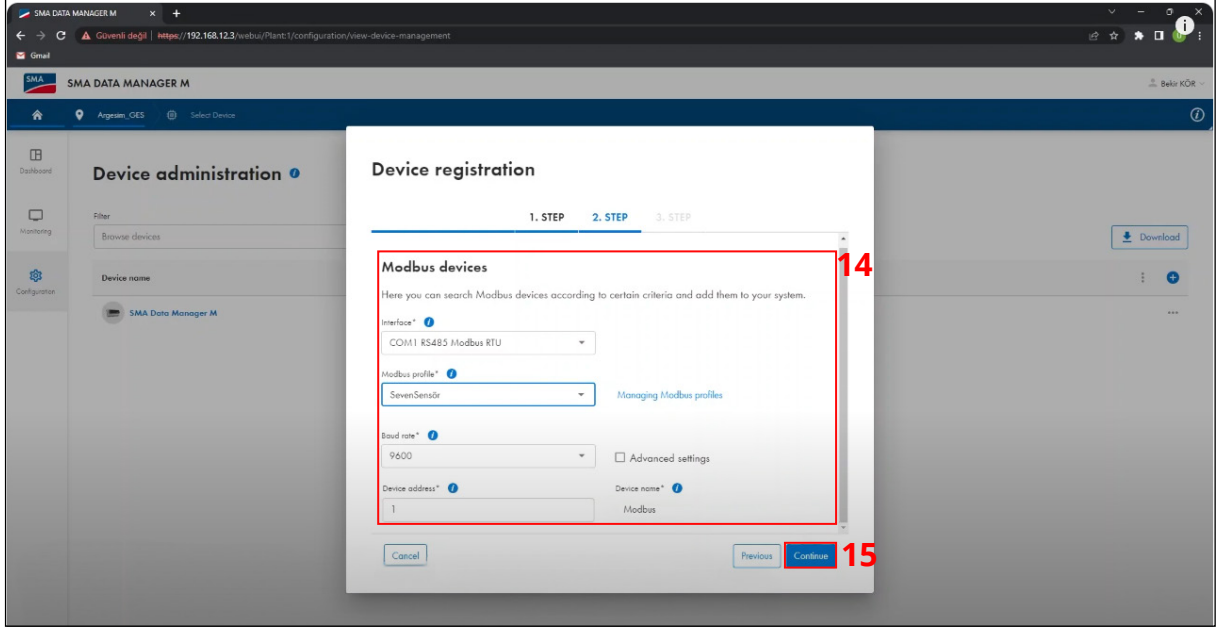 SMA DATA MANAGER M
Güvenli değil | https://192.168.12.3/webui/Plant:1/configuration/view-device-management
Gmail
SMA
SMA DATA MANAGER M
Bekir KÖR
Argesim_GES
Select Device
Dashboard
Monitoring
Configuration
Device administration
Filter
Browse devices
Download
Device name
SMA Data Manager M
Device registration
1. STEP 2. STEP 3. STEP
14
Modbus devices
Here you can search Modbus devices according to certain criteria and add them to your system.
Interface*
COM1 RS485 Modbus RTU
Modbus profile*
SevenSensör
Managing Modbus profiles
Baud rate*
9600
Advanced settings
Device address*
Device name*
1
Modbus
Cancel
Previous
Continue
15